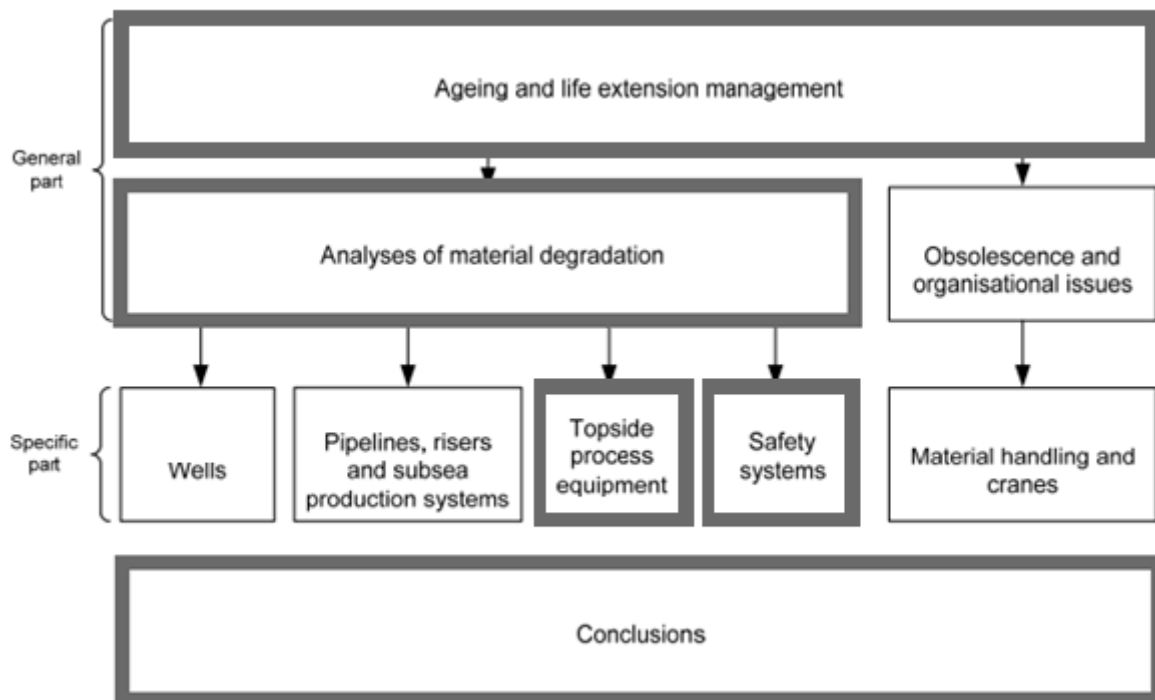 Ageing and life extension management
General
part
Analyses of material degradation
Obsolescence and
organisational issues
Specific
part
Wells
Pipelines, risers
and subsea
production systems
Topside
process
equipment
Safety
systems
Material handling and
cranes
Conclusions